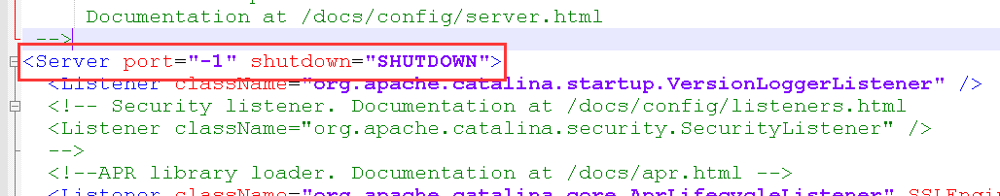 Documentation at /docs/config/server.html
-->
<Server port="-1" shutdown="SHUTDOWN">
<Listener className="org.apache.catalina.startup.VersionLoggerListener" />
<!-- Security listener. Documentation at /docs/config/listeners.html
<Listener className="org.apache.catalina.security.SecurityListener" />
-->
<!--APR library loader. Documentation at /docs/apr.html -->
<Listener className="org.apache.catalina.core.AprLifecycleListener" SSLEngin